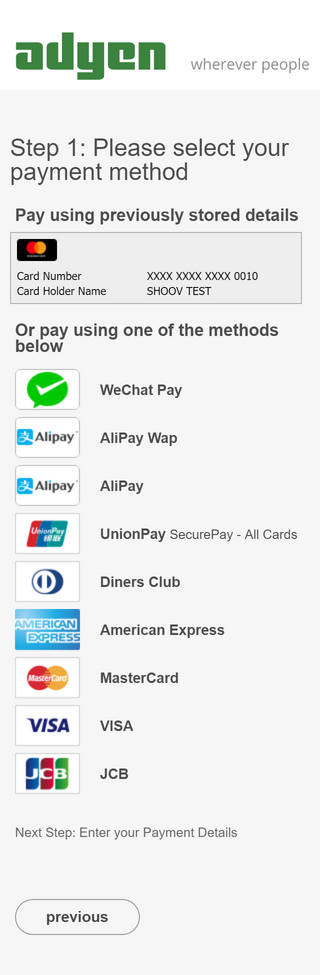 adyen
wherever people
Step 1: Please select your
payment method
Pay using previously stored details
Card Number XXXX XXXX XXXX 0010
Card Holder Name SHOOV TEST
Or pay using one of the methods
below
WeChat Pay
支 Alipay
AliPay Wap
支 Alipay
AliPay
UnionPay
银联
UnionPay SecurePay - All Cards
Diners Club
AMERICAN
EXPRESS
American Express
MasterCard
MasterCard
VISA
VISA
JCB
JCB
Next Step: Enter your Payment Details
previous